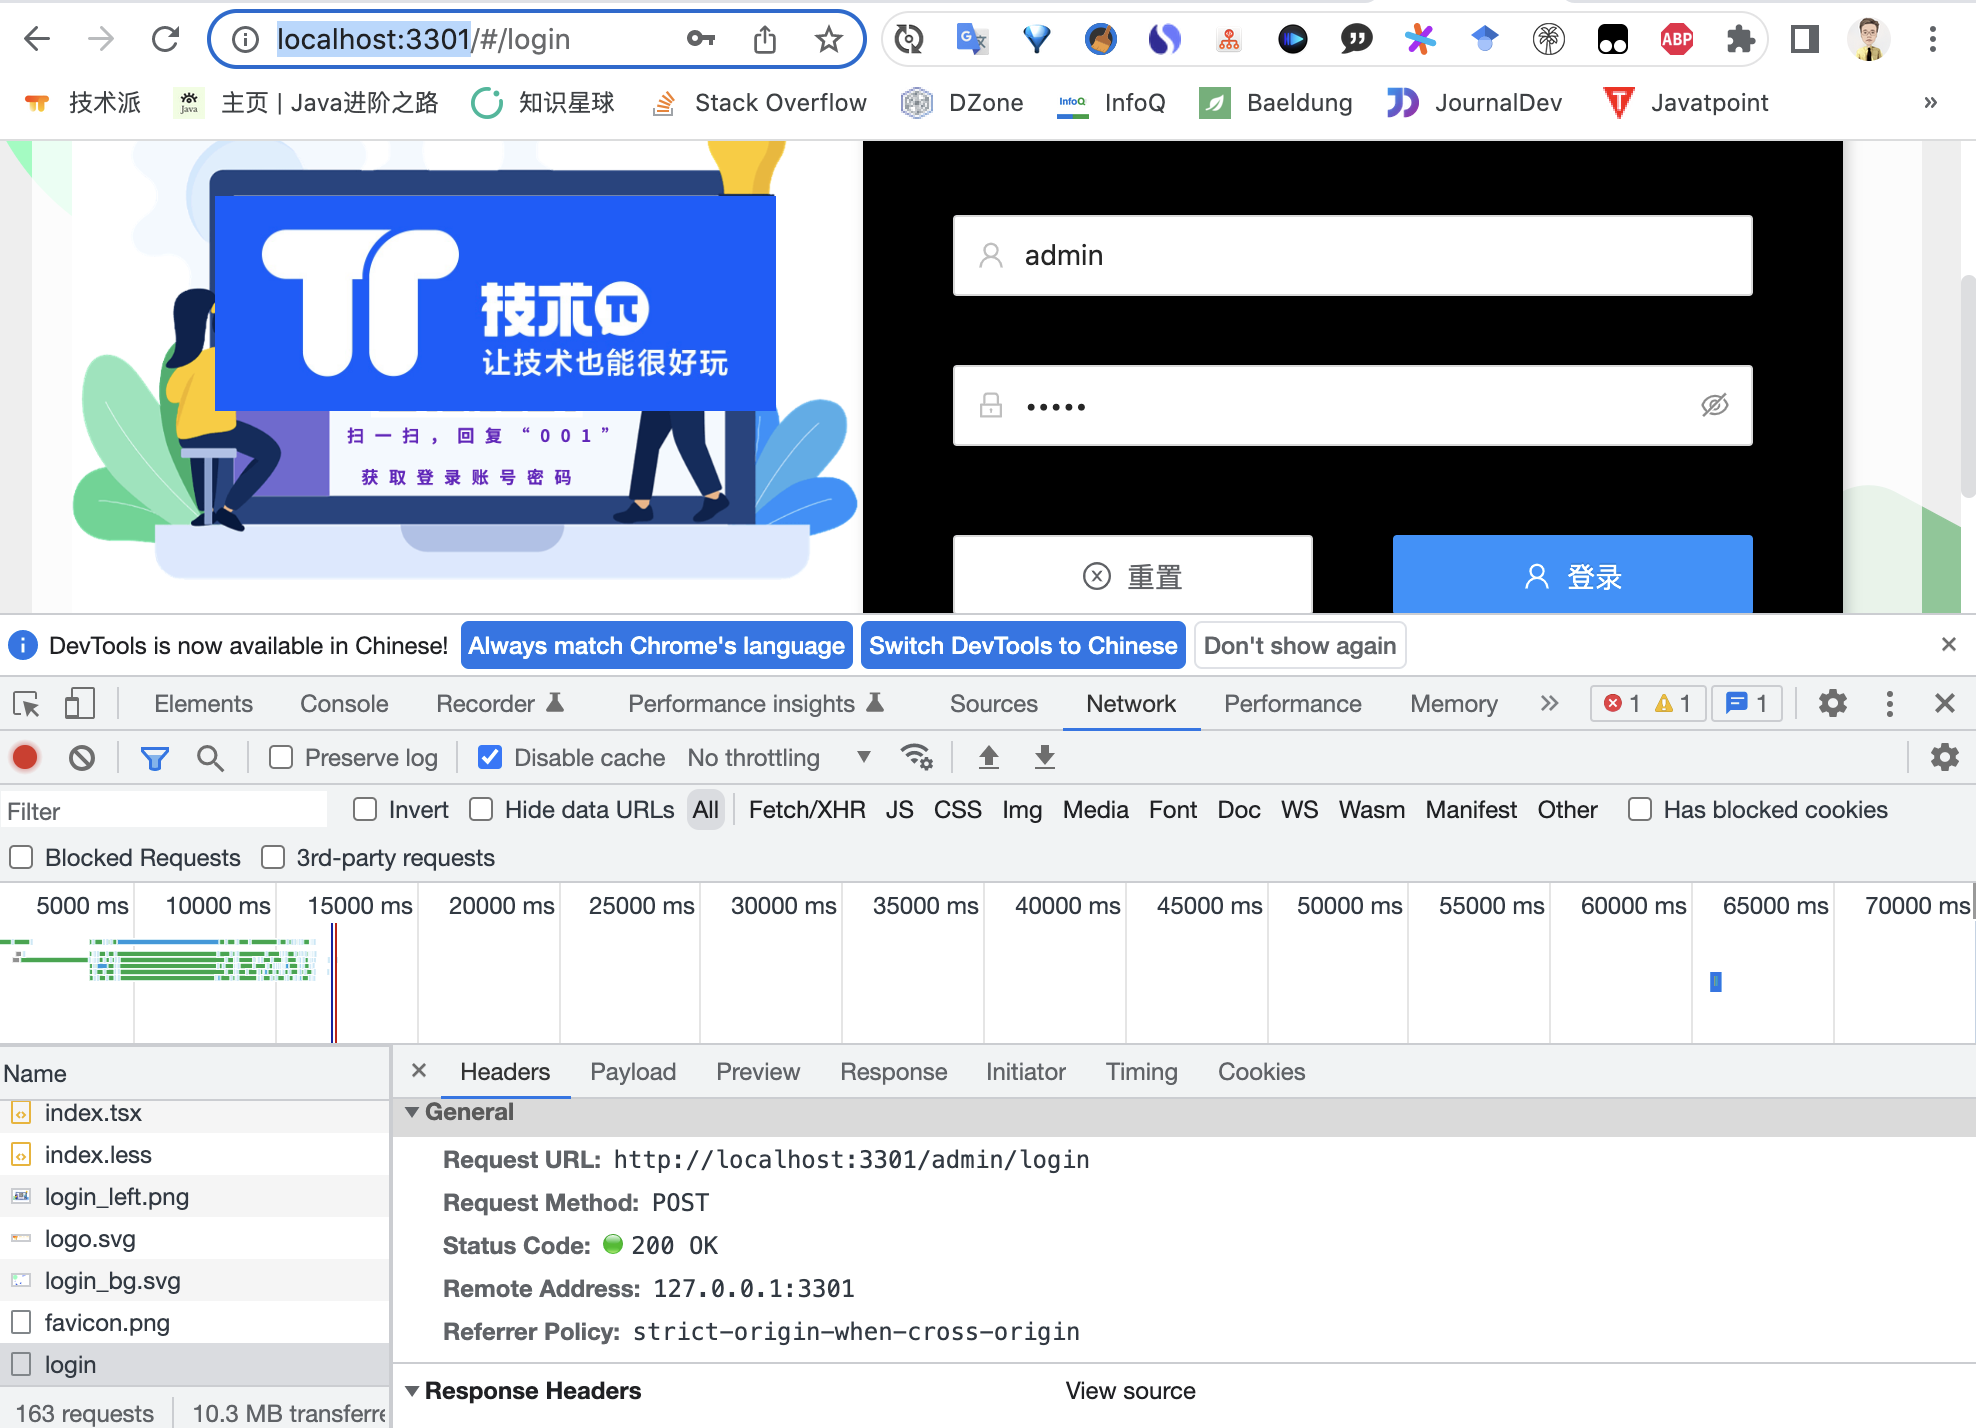 localhost:3301/#/login
ABP
技术派
Java
主页 | Java进阶之路
知识星球
Stack Overflow
DZone
InfoQ
InfoQ
Baeldung
JournalDev
Javatpoint
»
技术
让技术也能很好玩
扫一扫，回复“001”
获取登录账号密码
admin
•••••
重置
登录
DevTools is now available in Chinese!
Always match Chrome's language
Switch DevTools to Chinese
Don't show again
Elements
Console
Recorder
Performance insights
Sources
Network
Performance
Memory
1
1
1
Preserve log
Disable cache
No throttling
Filter
Invert
Hide data URLs
All
Fetch/XHR
JS
CSS
Img
Media
Font
Doc
WS
Wasm
Manifest
Other
Has blocked cookies
Blocked Requests
3rd-party requests
5000 ms
10000 ms
15000 ms
20000 ms
25000 ms
30000 ms
35000 ms
40000 ms
45000 ms
50000 ms
55000 ms
60000 ms
65000 ms
70000 ms
Name
Headers
Payload
Preview
Response
Initiator
Timing
Cookies
index.tsx
index.less
login_left.png
logo.svg
login_bg.svg
favicon.png
login
163 requests
10.3 MB transferre
General
Request URL: http://localhost:3301/admin/login
Request Method: POST
Status Code: 200 OK
Remote Address: 127.0.0.1:3301
Referrer Policy: strict-origin-when-cross-origin
Response Headers
View source